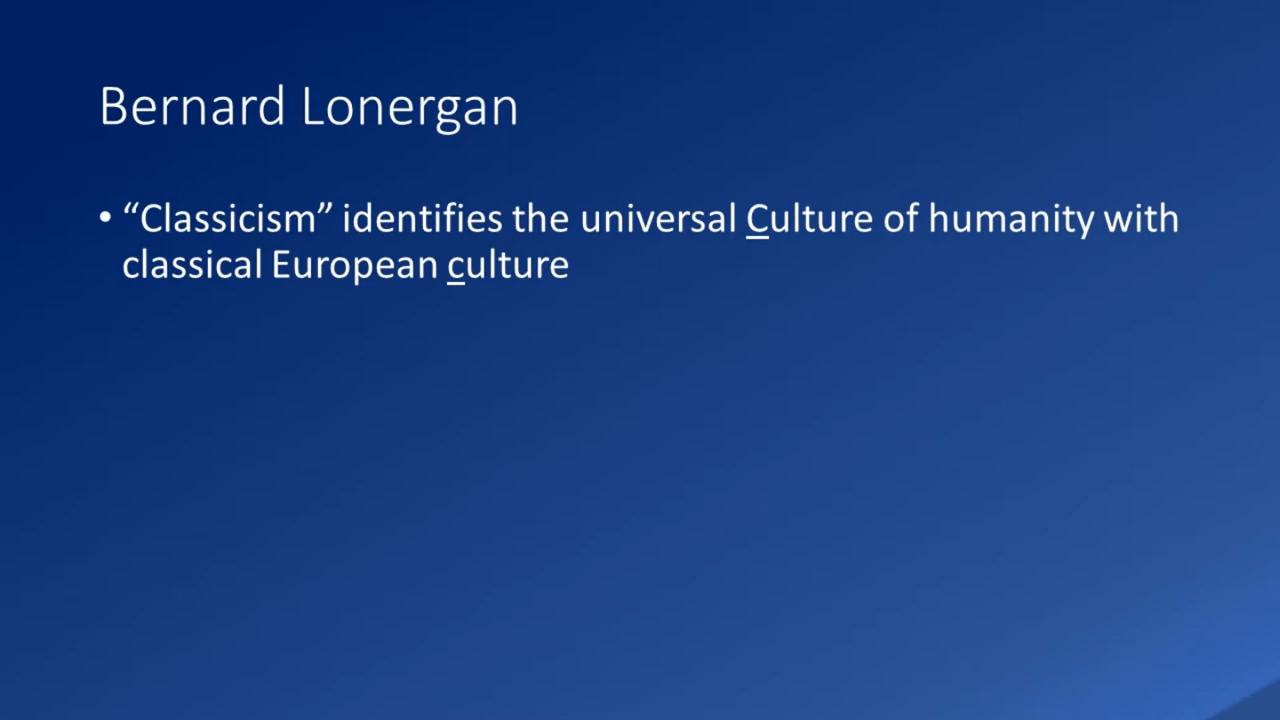 Bernard Lonergan
• “Classicism” identifies the universal Culture of humanity with
classical European culture